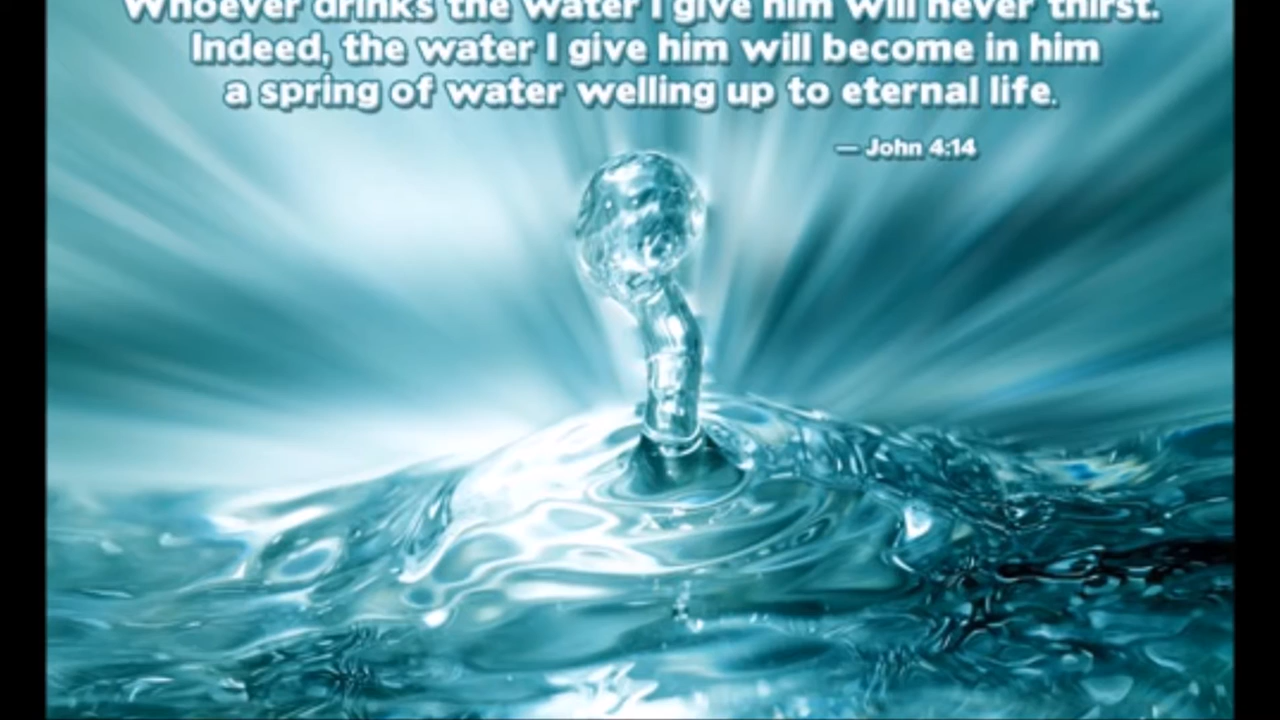 Whoever drinks the water I give him will never thirst.
Indeed, the water I give him will become in him
a spring of water welling up to eternal life.
— John 4:14